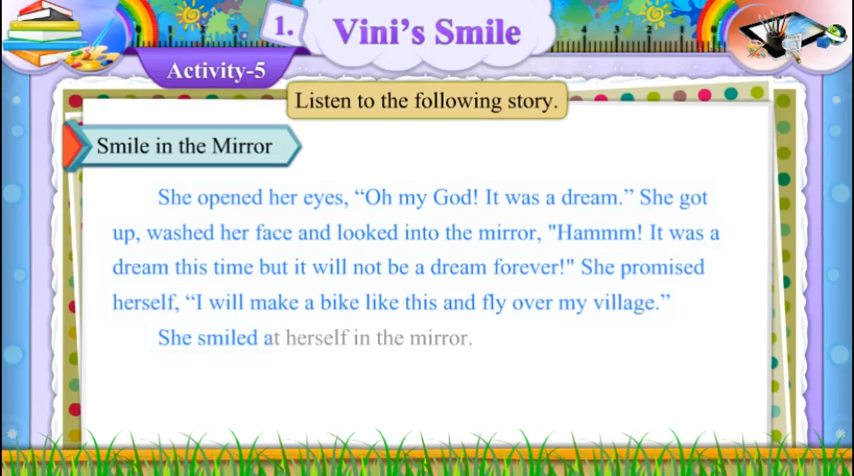 1.
Vini's Smile
Activity-5
Listen to the following story.
Smile in the Mirror
She opened her eyes, “Oh my God! It was a dream.” She got
up, washed her face and looked into the mirror, "Hammm! It was a
dream this time but it will not be a dream forever!" She promised
herself, “I will make a bike like this and fly over my village.”
She smiled at herself in the mirror.